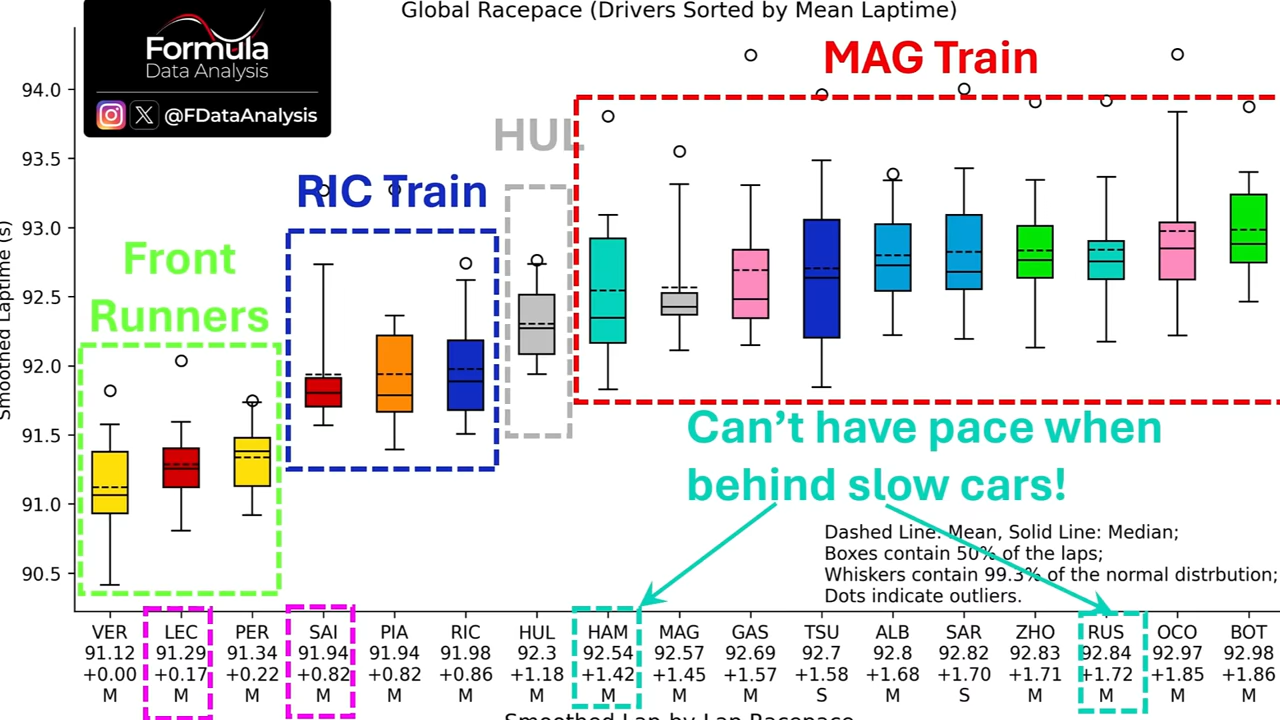 Global Racepace (Drivers Sorted by Mean Laptime)
Formula
Data Analysis
@FDataAnalysis
MAG Train
HUL
RIC Train
Front
Runners
Smoothed Laptime (s)
94.0
93.5
93.0
92.5
92.0
91.5
91.0
90.5
Can't have pace when
behind slow cars!
Dashed Line: Mean, Solid Line: Median;
Boxes contain 50% of the laps;
Whiskers contain 99.3% of the normal distrbution;
Dots indicate outliers.
VER LEC PER SAI PIA RIC HUL HAM MAG GAS TSU ALB SAR ZHO RUS OCO BOT
91.12 91.29 91.34 91.94 91.94 91.98 92.3 92.54 92.57 92.69 92.7 92.8 92.82 92.83 92.84 92.97 92.98
+0.00 +0.17 +0.22 +0.82 +0.82 +0.86 +1.18 +1.42 +1.45 +1.57 +1.58 +1.68 +1.70 +1.71 +1.72 +1.85 +1.86
M M M M M M M M M M S M S M M M M
Smoothed Lap-by-Lap Racepace